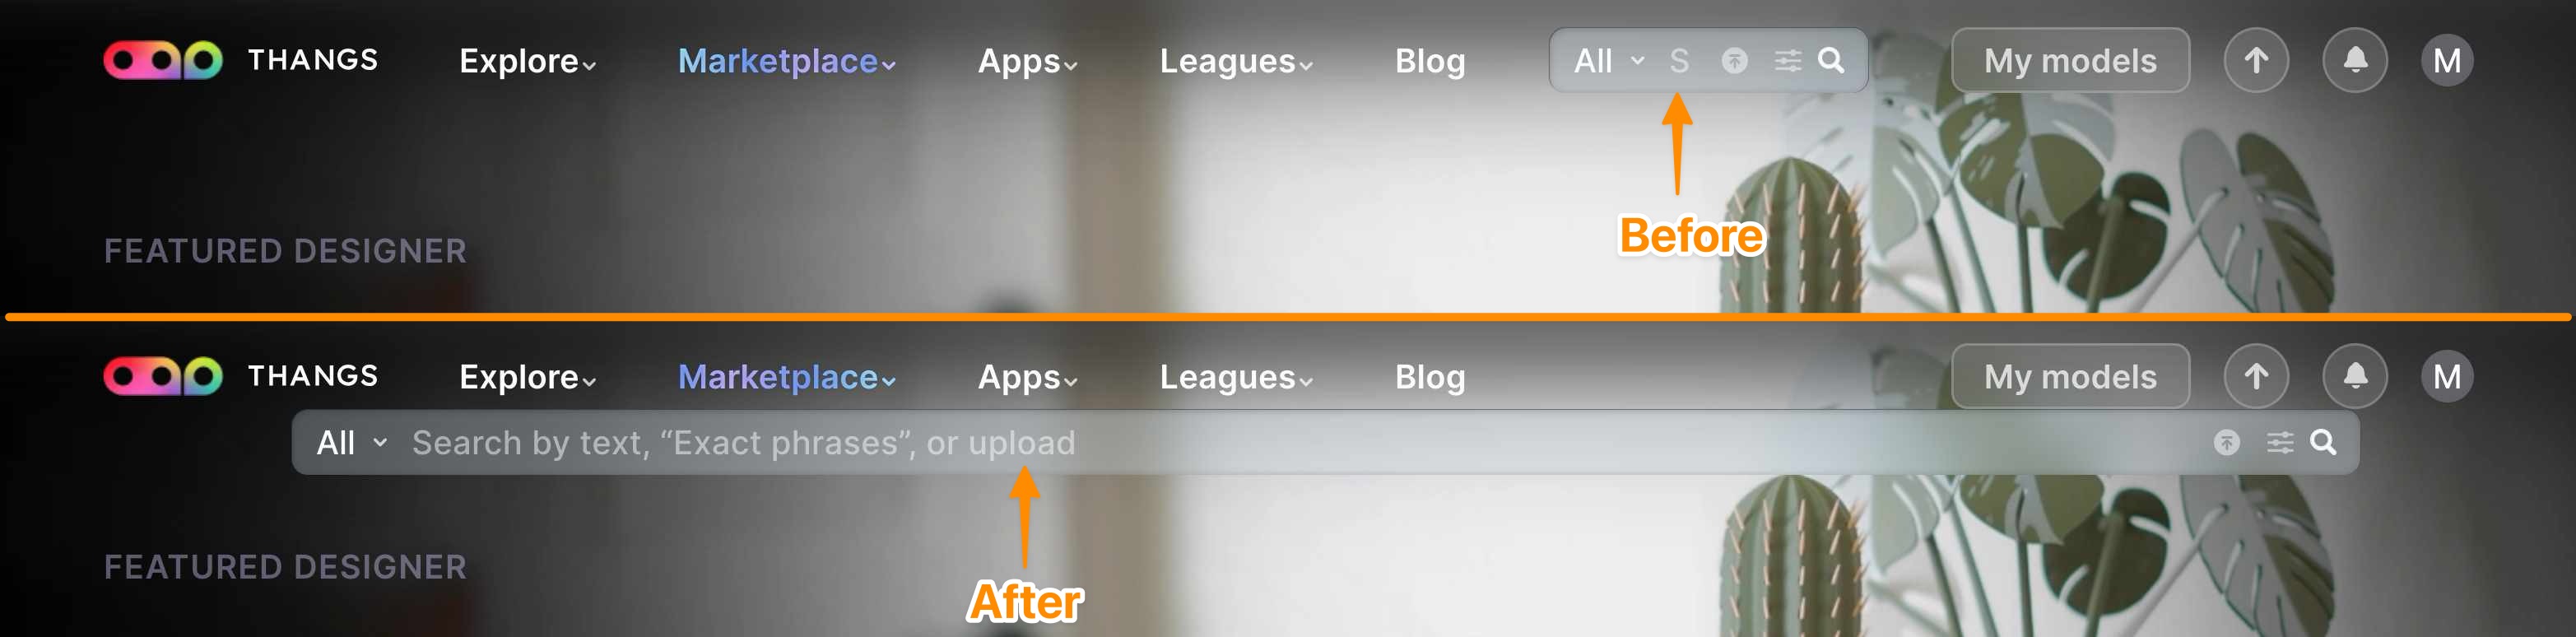 THANGS Explore Marketplace Apps Leagues Blog All S My models M
Before
FEATURED DESIGNER
THANGS Explore Marketplace Apps Leagues Blog My models M
All Search by text, “Exact phrases”, or upload
FEATURED DESIGNER
After